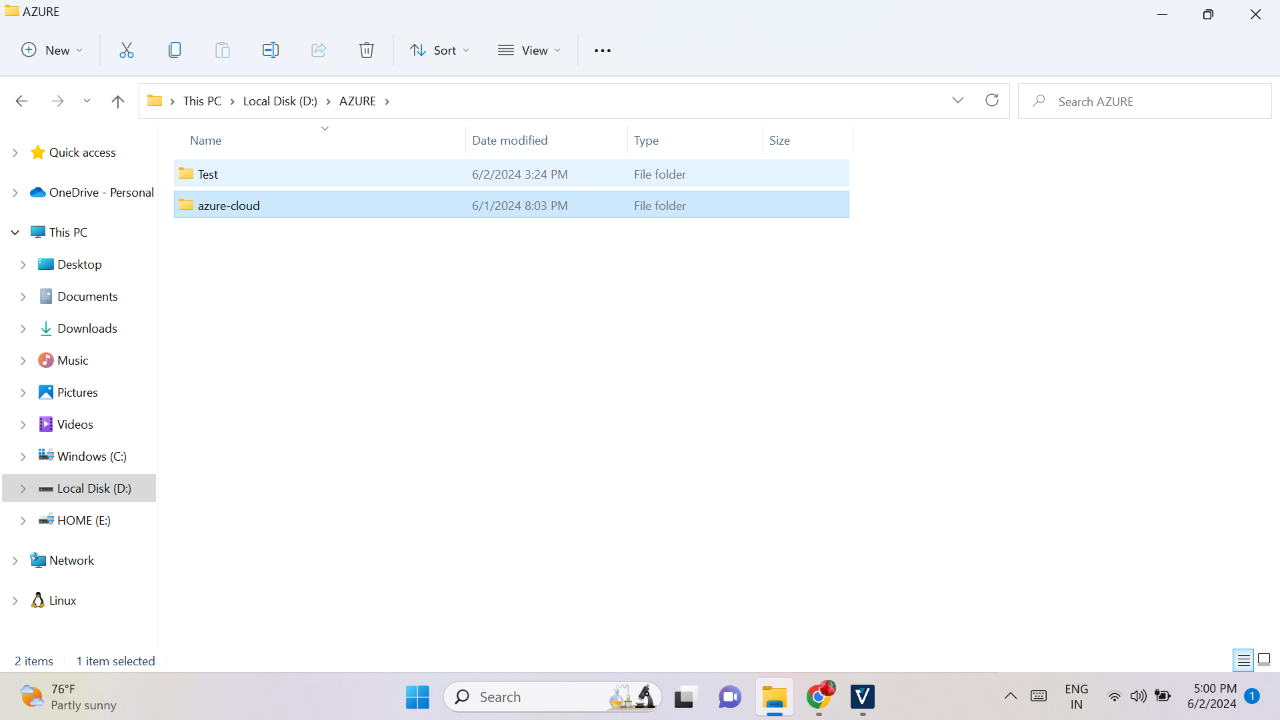 AZURE
New
Sort
View
This PC
Local Disk (D:)
AZURE
Search AZURE
Name
Date modified
Type
Size
Test
6/2/2024 3:24 PM
File folder
azure-cloud
6/1/2024 8:03 PM
File folder
Quick access
OneDrive - Personal
This PC
Desktop
Documents
Downloads
Music
Pictures
Videos
Windows (C:)
Local Disk (D:)
HOME (E:)
Network
Linux
2 items
1 item selected
76°F
Partly sunny
Search
ENG
IN
5:00 PM
6/2/2024
1